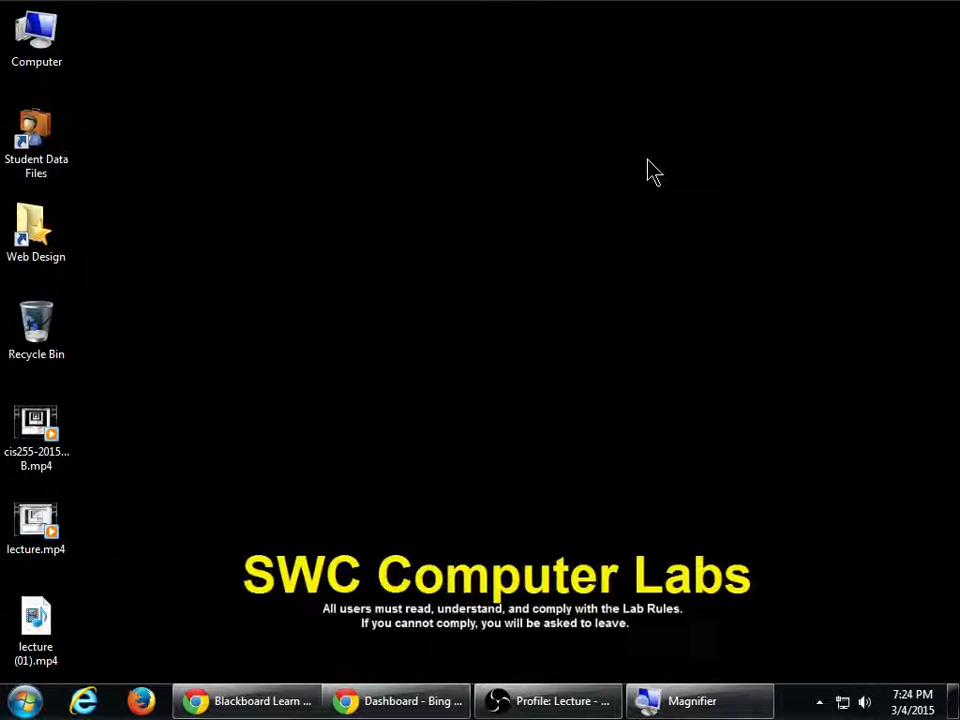 Computer
Student Data
Files
Web Design
Recycle Bin
cis255-2015...
B.mp4
lecture.mp4
lecture
(01).mp4
SWC Computer Labs
All users must read, understand, and comply with the Lab Rules.
If you cannot comply, you will be asked to leave.
Blackboard Learn ...
Dashboard - Bing ...
Profile: Lecture - ...
Magnifier
7:24 PM
3/4/2015